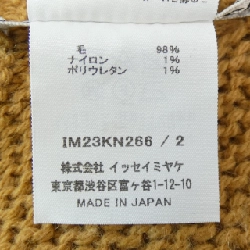 毛 98%
ナイロン 1%
ポリウレタン 1%
IM23KN266 / 2
株式会社 イッセイミヤケ
東京都渋谷区富ヶ谷1-12-10
MADE IN JAPAN